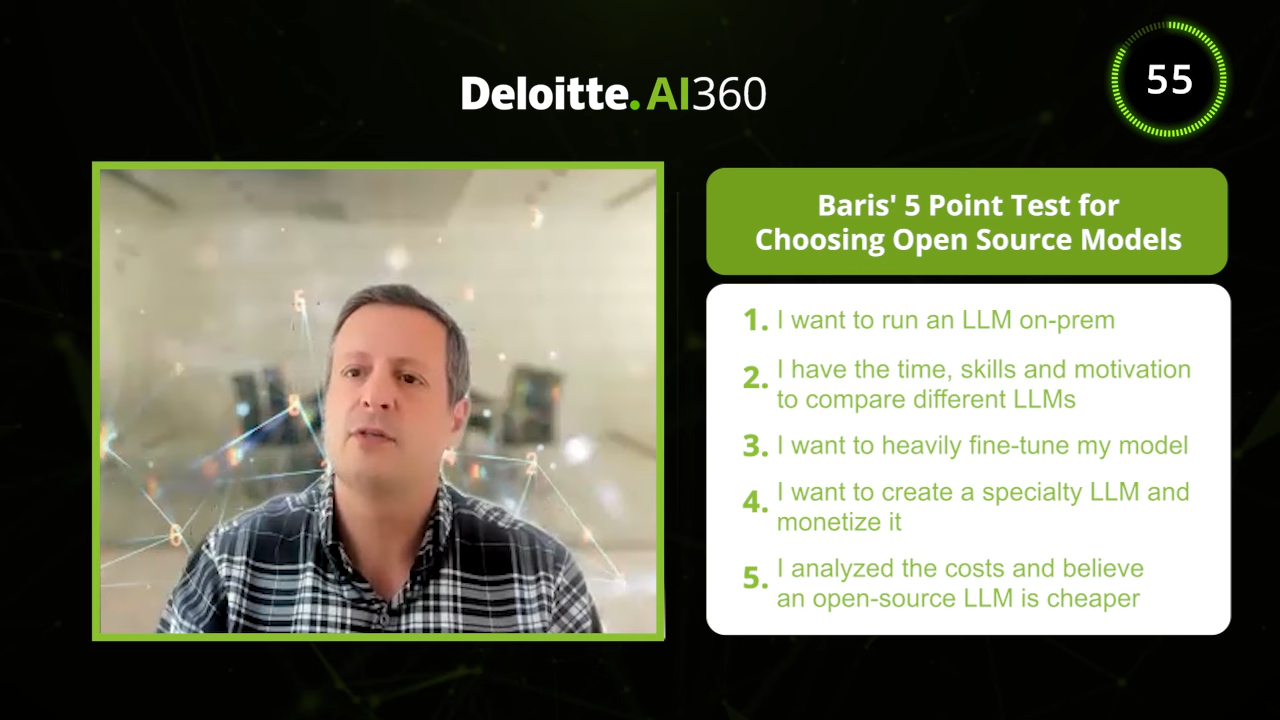 Deloitte. AI360
55
Baris' 5 Point Test for
Choosing Open Source Models
1. I want to run an LLM on-prem
2. I have the time, skills and motivation
to compare different LLMs
3. I want to heavily fine-tune my model
4. I want to create a specialty LLM and
monetize it
5. I analyzed the costs and believe
an open-source LLM is cheaper